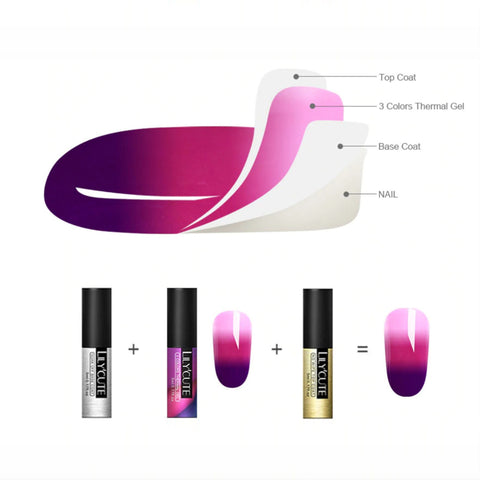 Top Coat
3 Colors Thermal Gel
Base Coat
NAIL
+
+
=
LILYCUTE
LILYCUTE
LILYCUTE